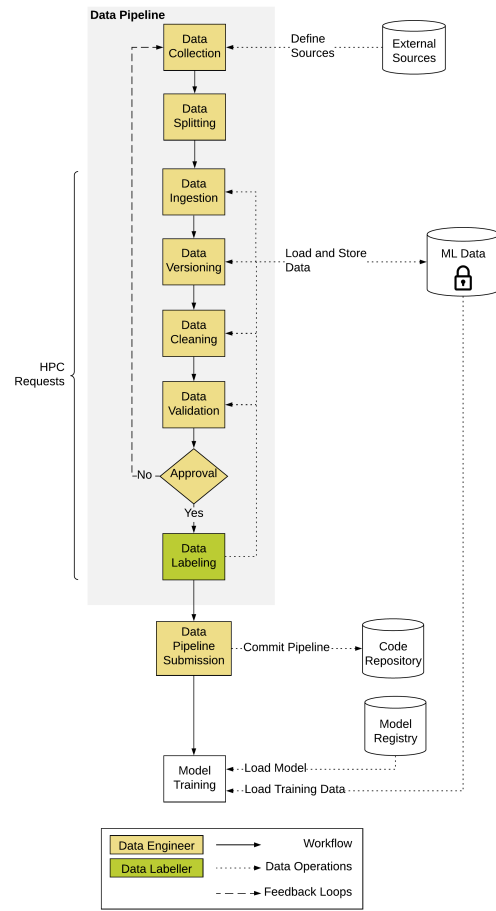 Data Pipeline
Data
Collection
Define
Sources
External
Sources
Data
Splitting
Data
Ingestion
Data
Versioning
Load and Store
Data
ML Data
Data
Cleaning
HPC
Requests
Data
Validation
Approval
No
Yes
Data
Labeling
Data
Pipeline
Submission
Commit Pipeline
Code
Repository
Model
Registry
Model
Training
Load Model
Load Training Data
Data Engineer
Workflow
Data Labeller
Data Operations
Feedback Loops